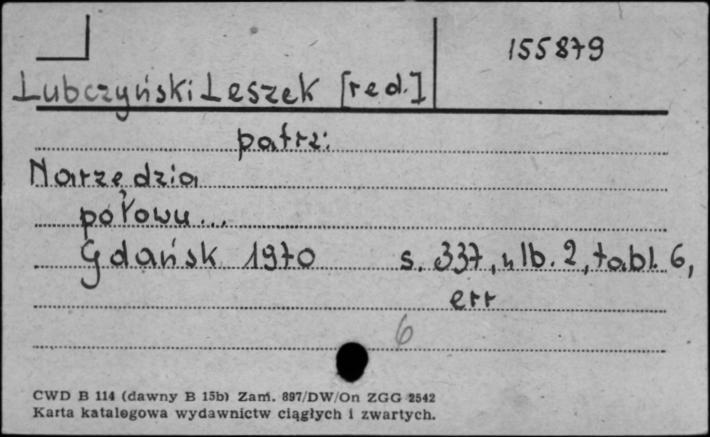 155879
Lubczyński Leszek [red.]
patrz:
Narzędzia
połowu...
Gdańsk 1970 s. 337, nlb. 2, tabl. 6,
err
6
CWD B 114 (dawny B 15b) Zam. 897/DW/On ZGG 2542
Karta katalogowa wydawnictw ciągłych i zwartych.